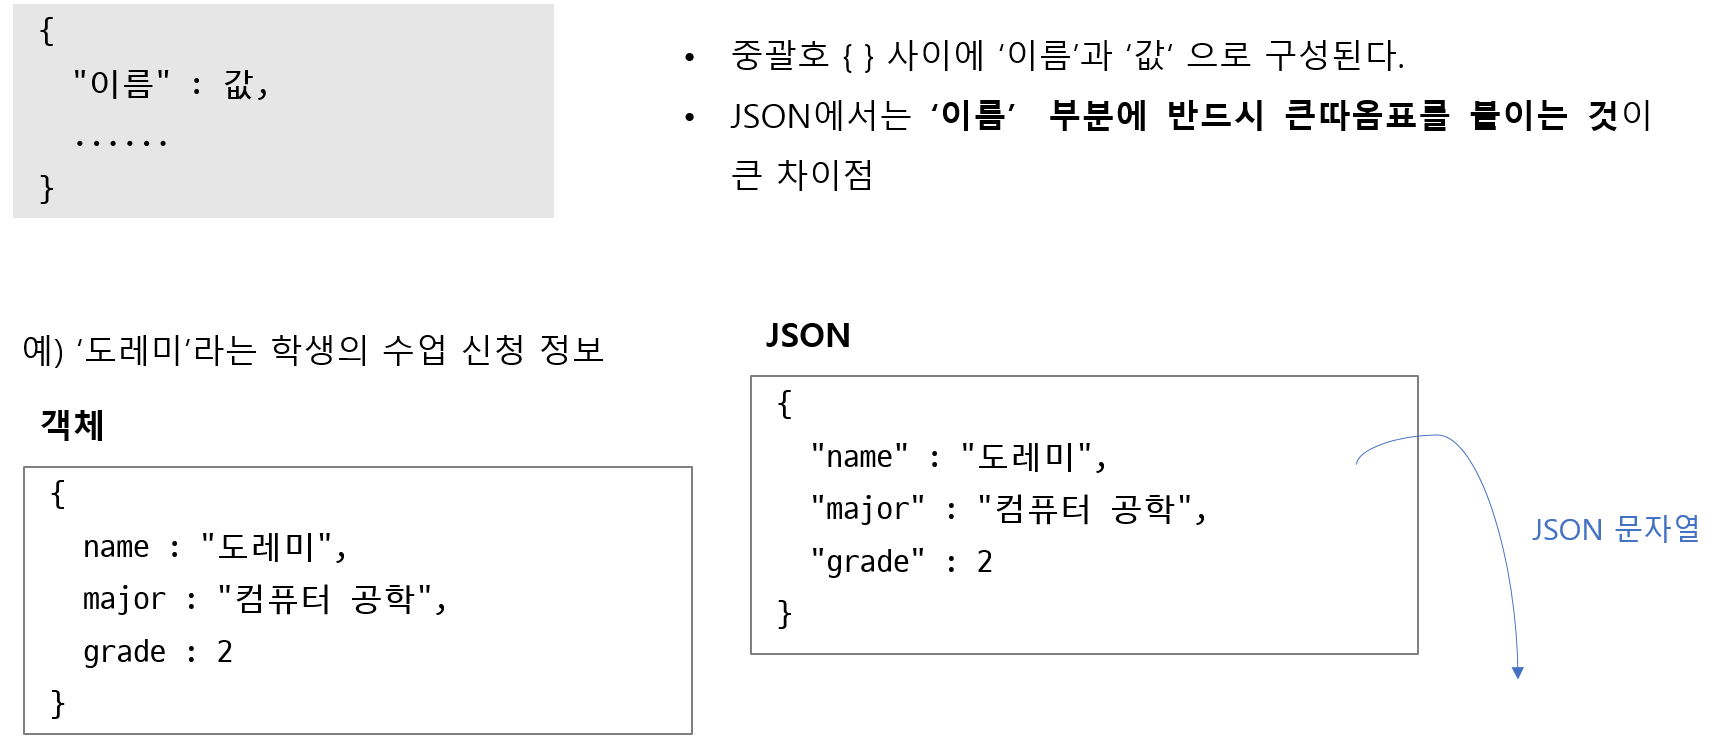 {
"이름" : 값,
......
}
• 중괄호 { } 사이에 ‘이름’과 ‘값‘ 으로 구성된다.
• JSON에서는 ‘이름’ 부분에 반드시 큰따옴표를 붙이는 것이
큰 차이점
예) ‘도레미’라는 학생의 수업 신청 정보
객체
{
name : "도레미",
major : "컴퓨터 공학",
grade : 2
}
JSON
{
"name" : "도레미",
"major" : "컴퓨터 공학",
"grade" : 2
}
JSON 문자열